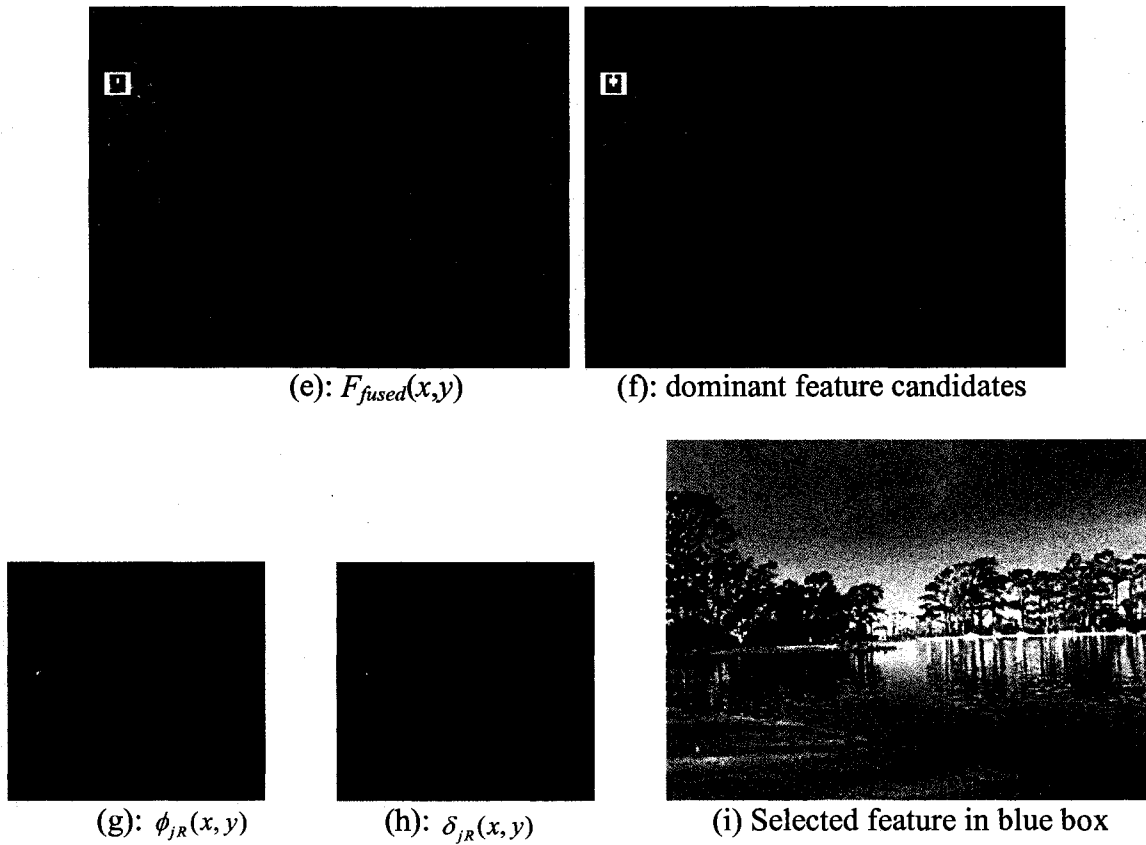 (e): F_fused(x,y)
(f): dominant feature candidates
(g): ϕ_jR(x, y)
(h): δ_jR(x, y)
(i) Selected feature in blue box